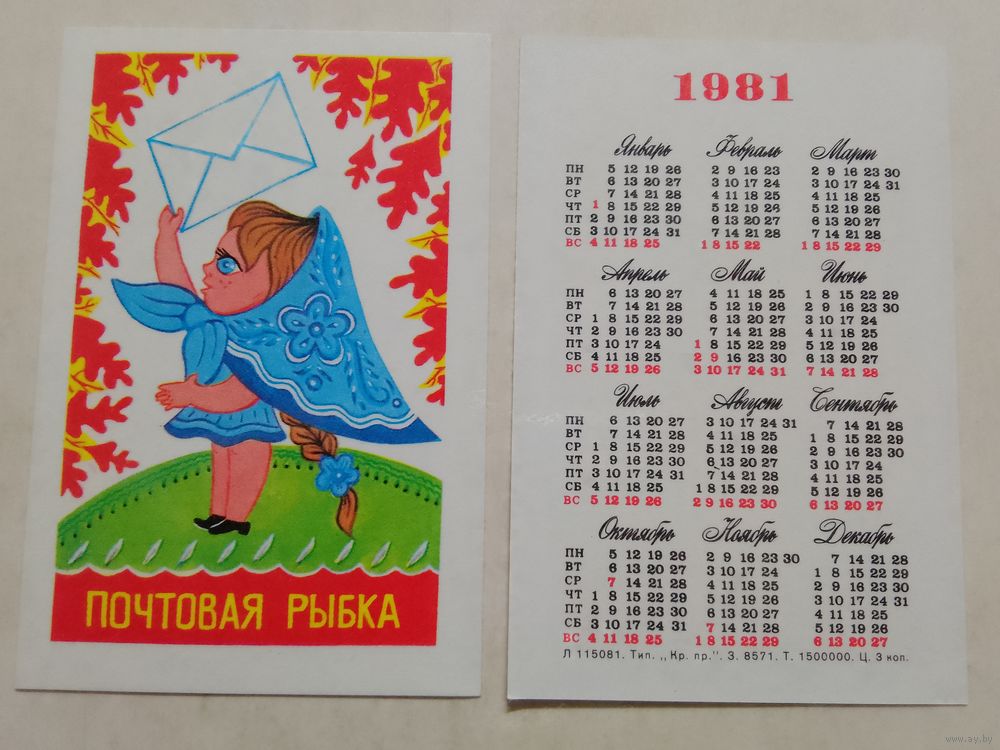 ПОЧТОВАЯ РЫБКА
1981
Январь Февраль Март
ПН 5 12 19 26 2 9 16 23 2 9 16 23 30
ВТ 6 13 20 27 3 10 17 24 3 10 17 24 31
СР 7 14 21 28 4 11 18 25 4 11 18 25
ЧТ 1 8 15 22 29 5 12 19 26 5 12 19 26
ПТ 2 9 16 23 30 6 13 20 27 6 13 20 27
СБ 3 10 17 24 31 7 14 21 28 7 14 21 28
ВС 4 11 18 25 1 8 15 22 1 8 15 22 29
Апрель Май Июнь
ПН 6 13 20 27 4 11 18 25 1 8 15 22 29
ВТ 7 14 21 28 5 12 19 26 2 9 16 23 30
СР 1 8 15 22 29 6 13 20 27 3 10 17 24
ЧТ 2 9 16 23 30 7 14 21 28 4 11 18 25
ПТ 3 10 17 24 1 8 15 22 29 5 12 19 26
СБ 4 11 18 25 2 9 16 23 30 6 13 20 27
ВС 5 12 19 26 3 10 17 24 31 7 14 21 28
Июль Август Сентябрь
ПН 6 13 20 27 3 10 17 24 31 7 14 21 28
ВТ 7 14 21 28 4 11 18 25 1 8 15 22 29
СР 1 8 15 22 29 5 12 19 26 2 9 16 23 30
ЧТ 2 9 16 23 30 6 13 20 27 3 10 17 24
ПТ 3 10 17 24 31 7 14 21 28 4 11 18 25
СБ 4 11 18 25 1 8 15 22 29 5 12 19 26
ВС 5 12 19 26 2 9 16 23 30 6 13 20 27
Октябрь Ноябрь Декабрь
ПН 5 12 19 26 2 9 16 23 30 7 14 21 28
ВТ 6 13 20 27 3 10 17 24 1 8 15 22 29
СР 7 14 21 28 4 11 18 25 2 9 16 23 30
ЧТ 1 8 15 22 29 5 12 19 26 3 10 17 24 31
ПТ 2 9 16 23 30 6 13 20 27 4 11 18 25
СБ 3 10 17 24 31 7 14 21 28 5 12 19 26
ВС 4 11 18 25 1 8 15 22 29 6 13 20 27
Л 115081. Тип. „Кр. пр.". З. 8571. Т. 1500000. Ц. 3 коп.
www.ay.by